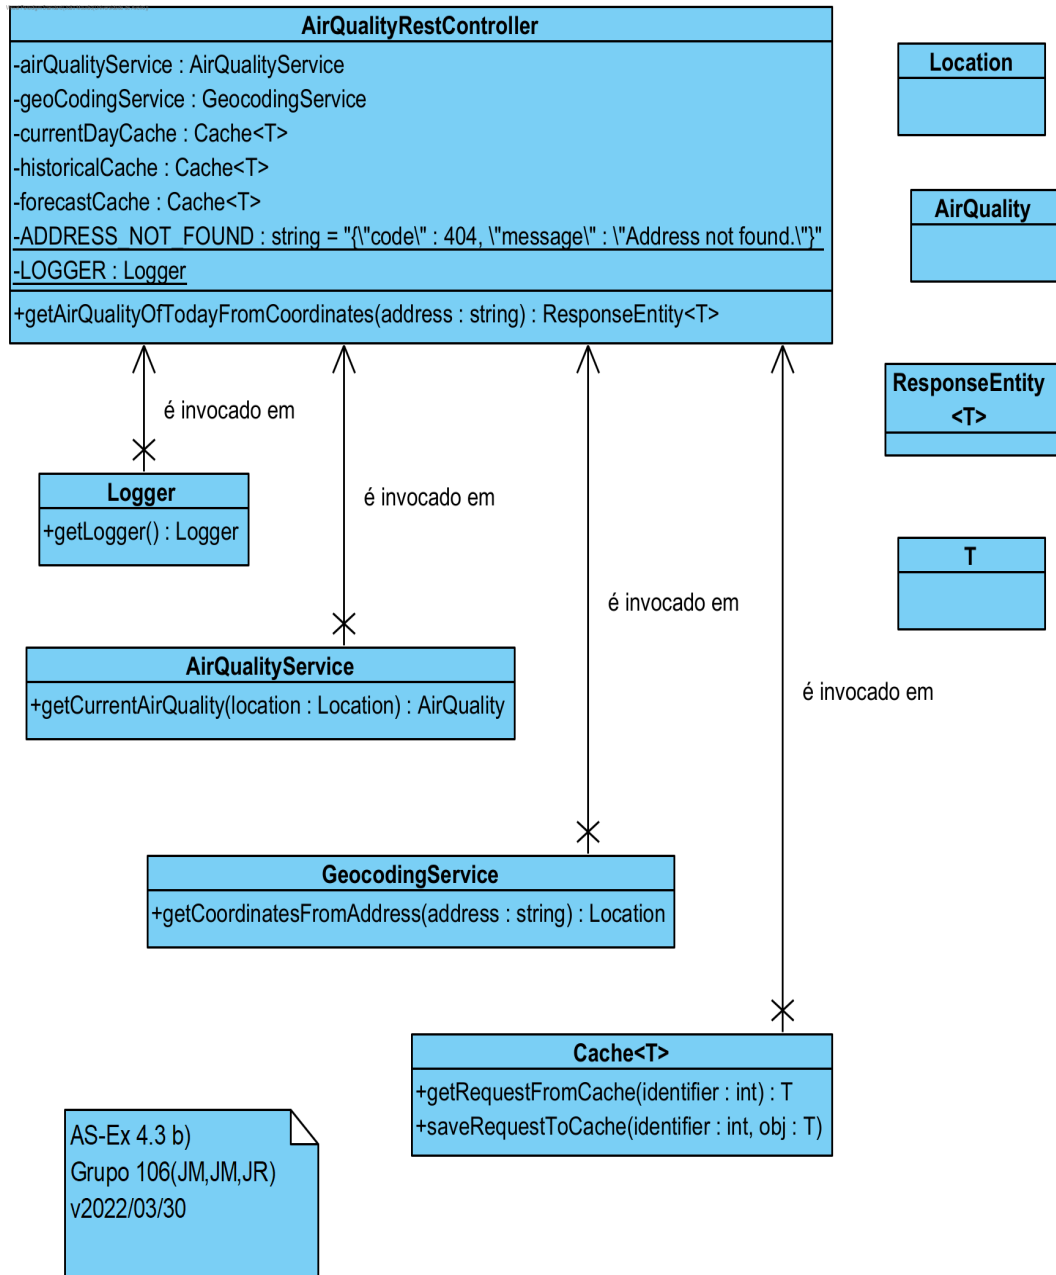 AirQualityRestController
-airQualityService : AirQualityService
-geoCodingService : GeocodingService
-currentDayCache : Cache<T>
-historicalCache : Cache<T>
-forecastCache : Cache<T>
-ADDRESS_NOT_FOUND : string = "{\"code\" : 404, \"message\" : \"Address not found.\"}"
-LOGGER : Logger
+getAirQualityOfTodayFromCoordinates(address : string) : ResponseEntity<T>
Location
AirQuality
ResponseEntity
<T>
T
é invocado em
Logger
+getLogger() : Logger
é invocado em
AirQualityService
+getCurrentAirQuality(location : Location) : AirQuality
é invocado em
GeocodingService
+getCoordinatesFromAddress(address : string) : Location
é invocado em
Cache<T>
+getRequestFromCache(identifier : int) : T
+saveRequestToCache(identifier : int, obj : T)
AS-Ex 4.3 b)
Grupo 106(JM,JM,JR)
v2022/03/30